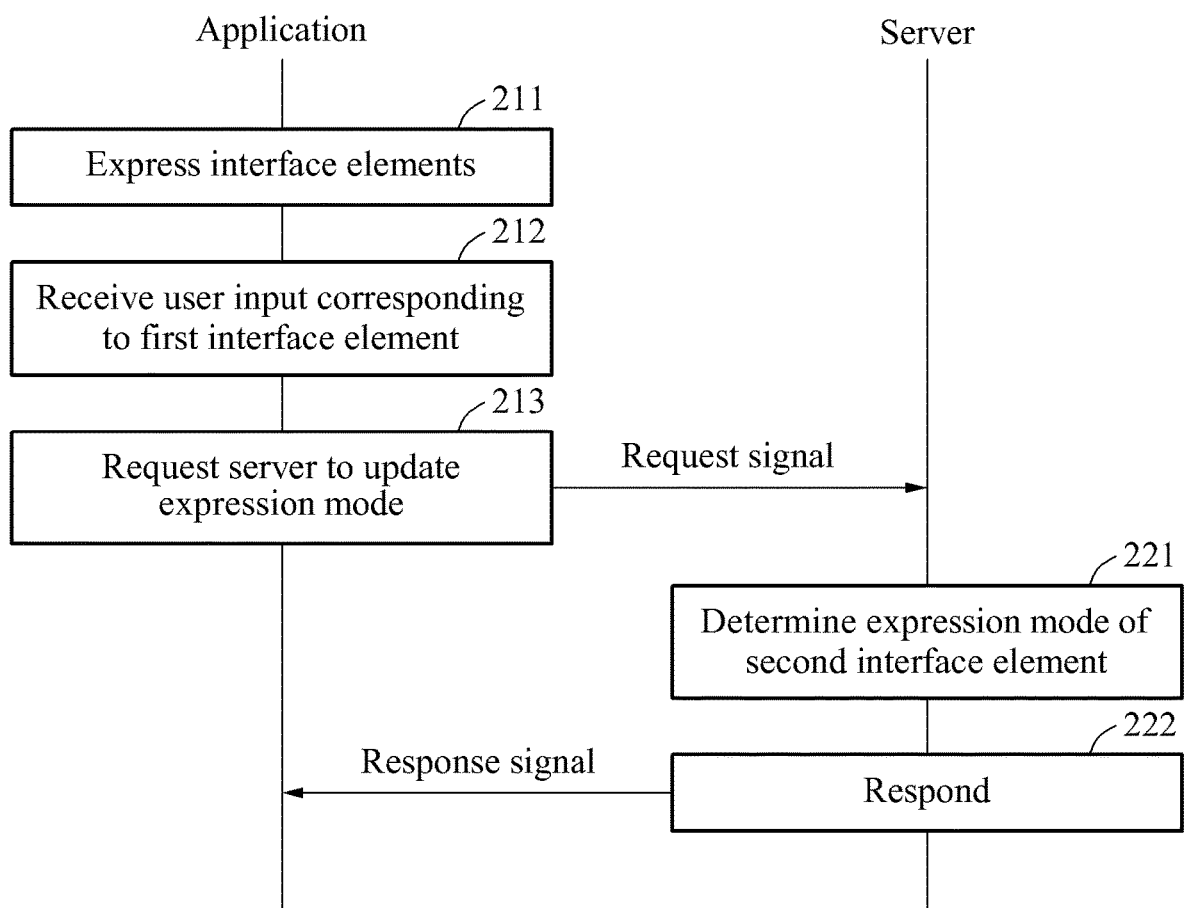 Application
Server
211
Express interface elements
212
Receive user input corresponding
to first interface element
213
Request server to update
expression mode
Request signal
221
Determine expression mode of
second interface element
222
Response signal
Respond